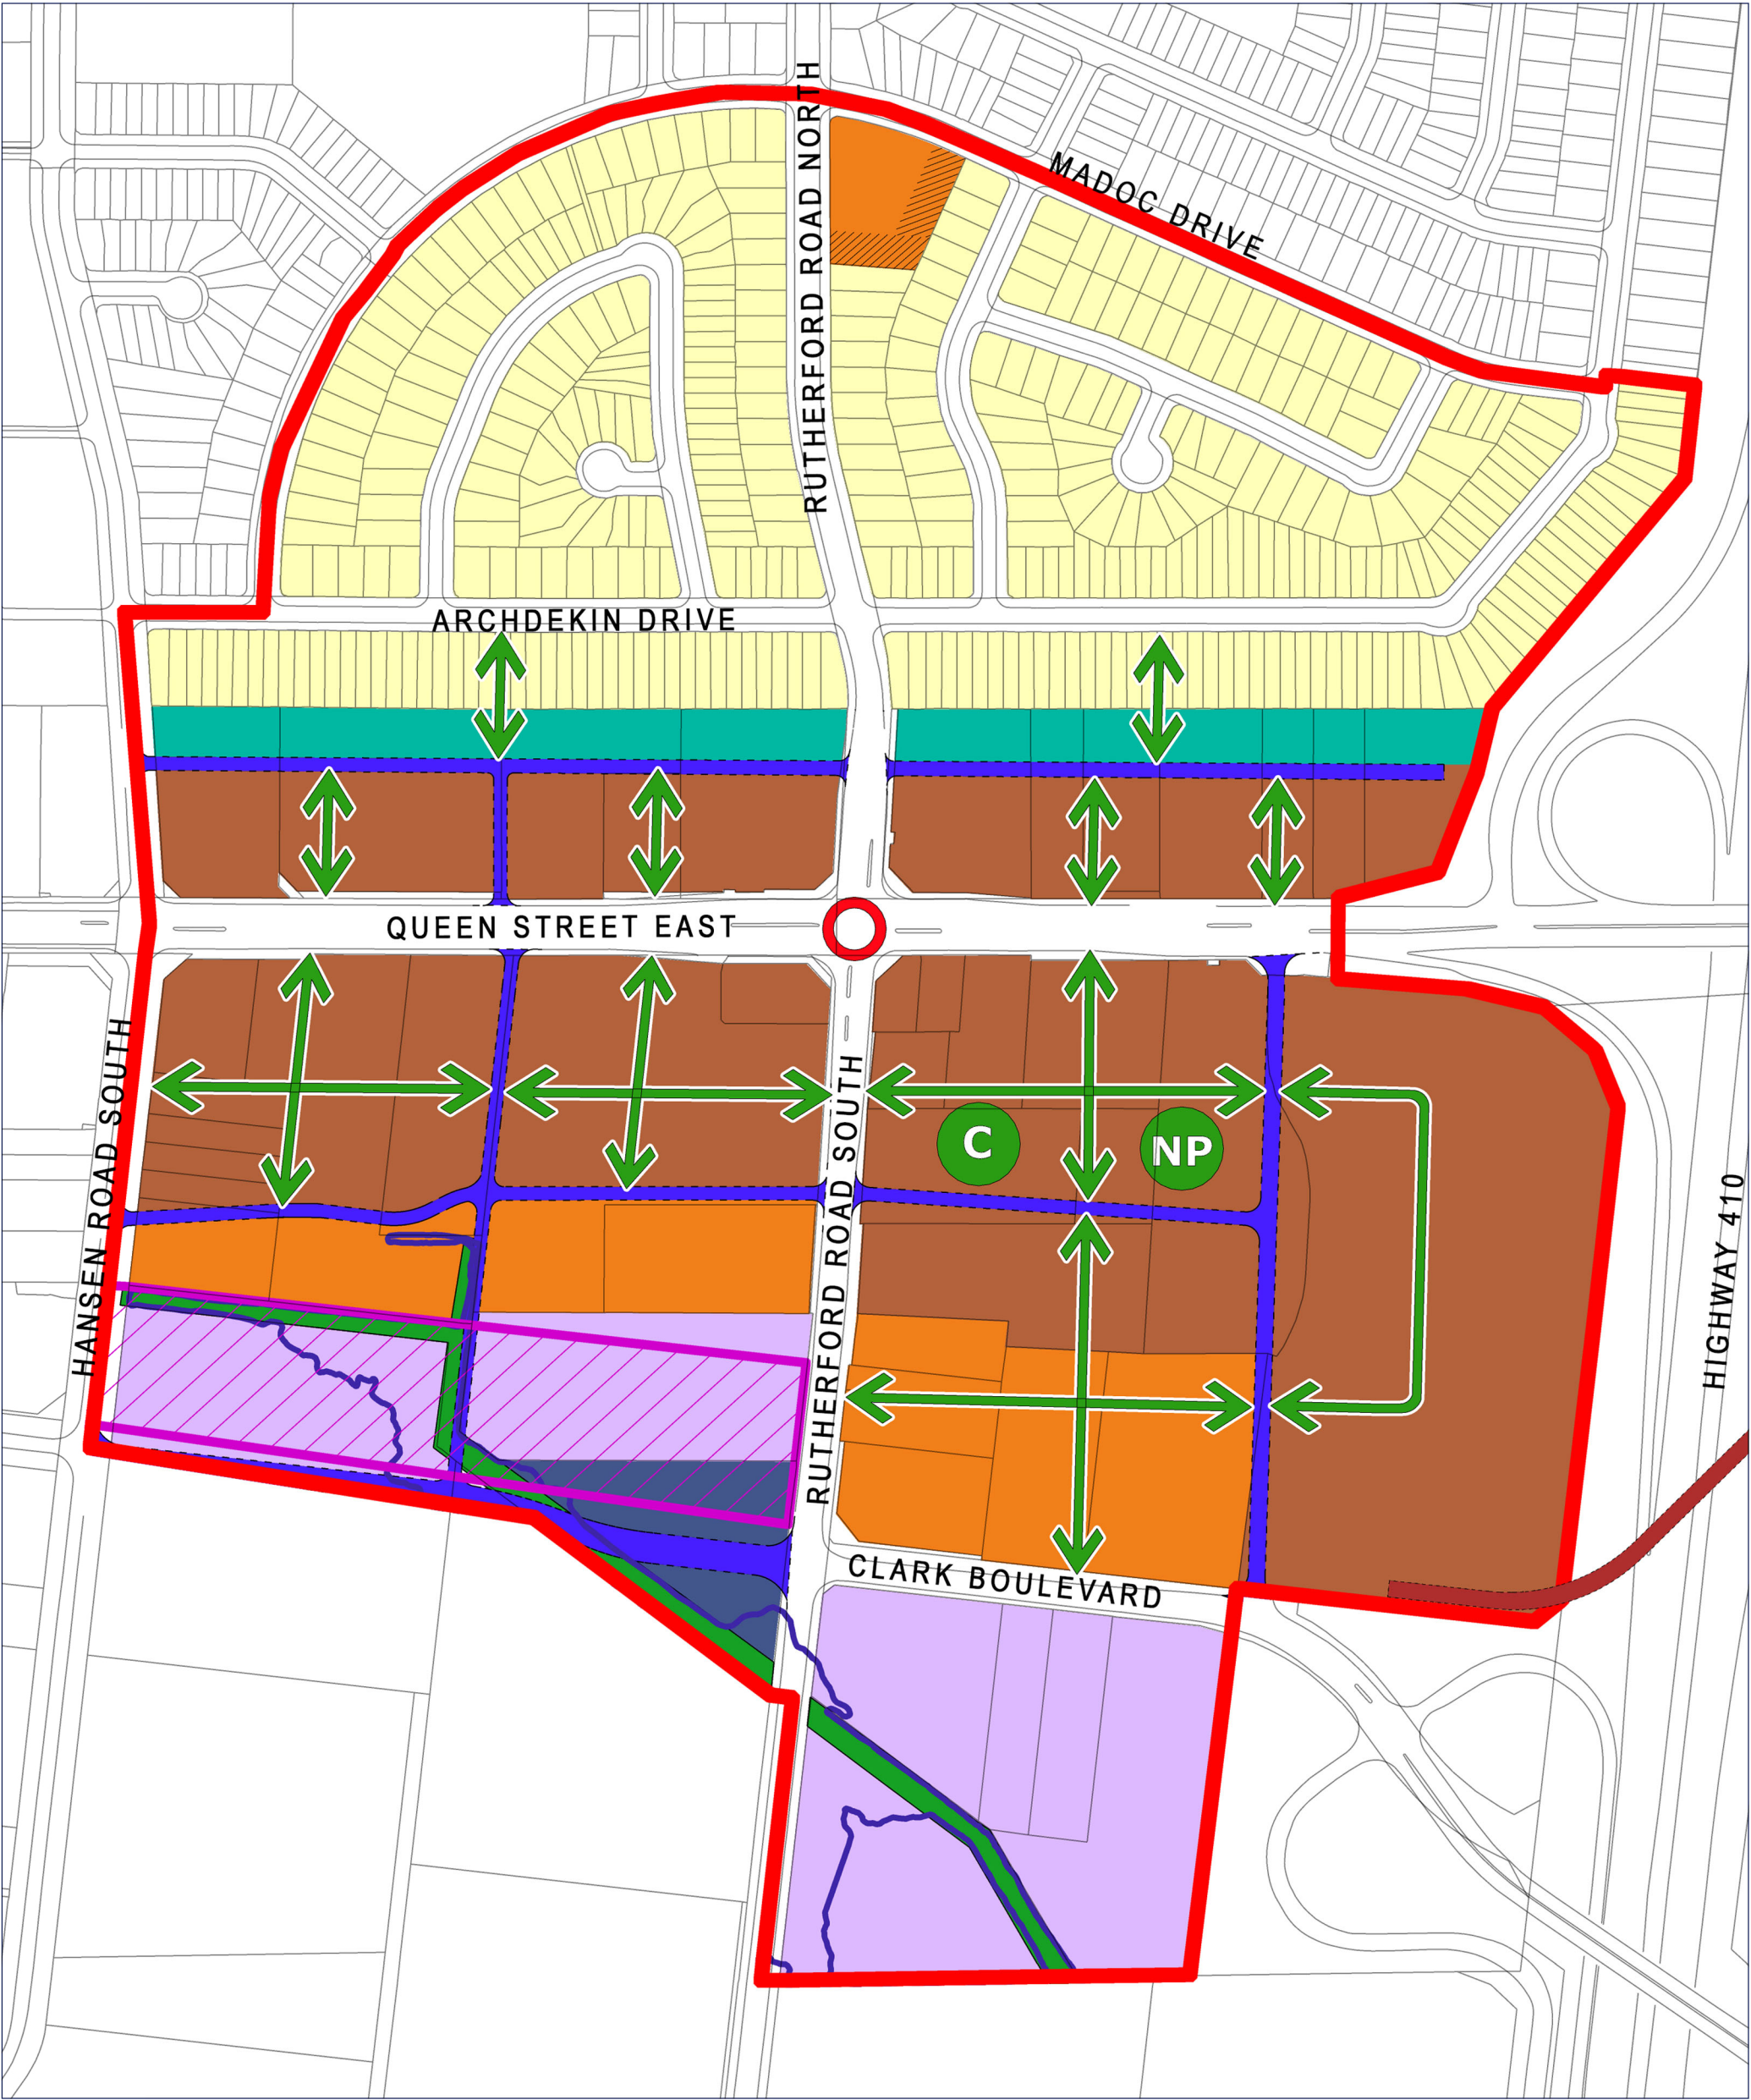 RUTHERFORD ROAD NORTH
MADOC DRIVE
ARCHDEKIN DRIVE
QUEEN STREET EAST
HANSEN ROAD SOUTH
RUTHERFORD ROAD SOUTH
C
NP
HIGHWAY 410
CLARK BOULEVARD